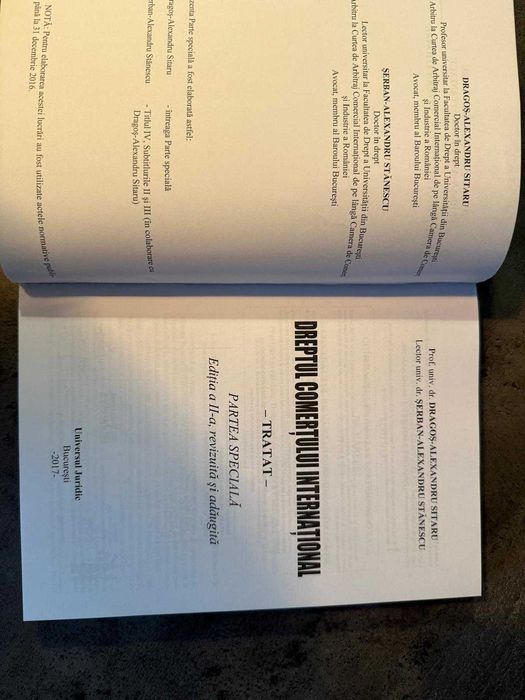 DRAGOȘ-ALEXANDRU SITARU
Doctor în drept
Profesor universitar la Facultatea de Drept a Universității din București
Arbitru la Curtea de Arbitraj Comercial Internațional de pe lângă Camera de
și Industrie a României
Avocat, membru al Baroului București
ȘERBAN-ALEXANDRU STĂNESCU
Doctor în drept
Lector universitar la Facultatea de Drept a Universității din București
Arbitru la Curtea de Arbitraj Comercial Internațional de pe lângă Camera de
și Industrie a României
Avocat, membru al Baroului București
Parte specială a fost elaborată astfel:
Alexandru Sitaru - întreaga Parte specială
Alexandru Stănescu - Titlul IV, Subtitlurile II și III (în colaborare cu
Dragoș-Alexandru Sitaru)
NOTĂ: Pentru elaborarea acestei lucrări au fost utilizate actele normative
până la 31 decembrie 2016.
Prof. univ. dr. DRAGOȘ-ALEXANDRU SITARU
Lector univ. dr. ȘERBAN-ALEXANDRU STĂNESCU
DREPTUL COMERȚULUI INTERNAȚIONAL
– TRATAT –
PARTEA SPECIALĂ
Ediția a II-a, revizuită și adăugită
Universul Juridic
București
-2017-